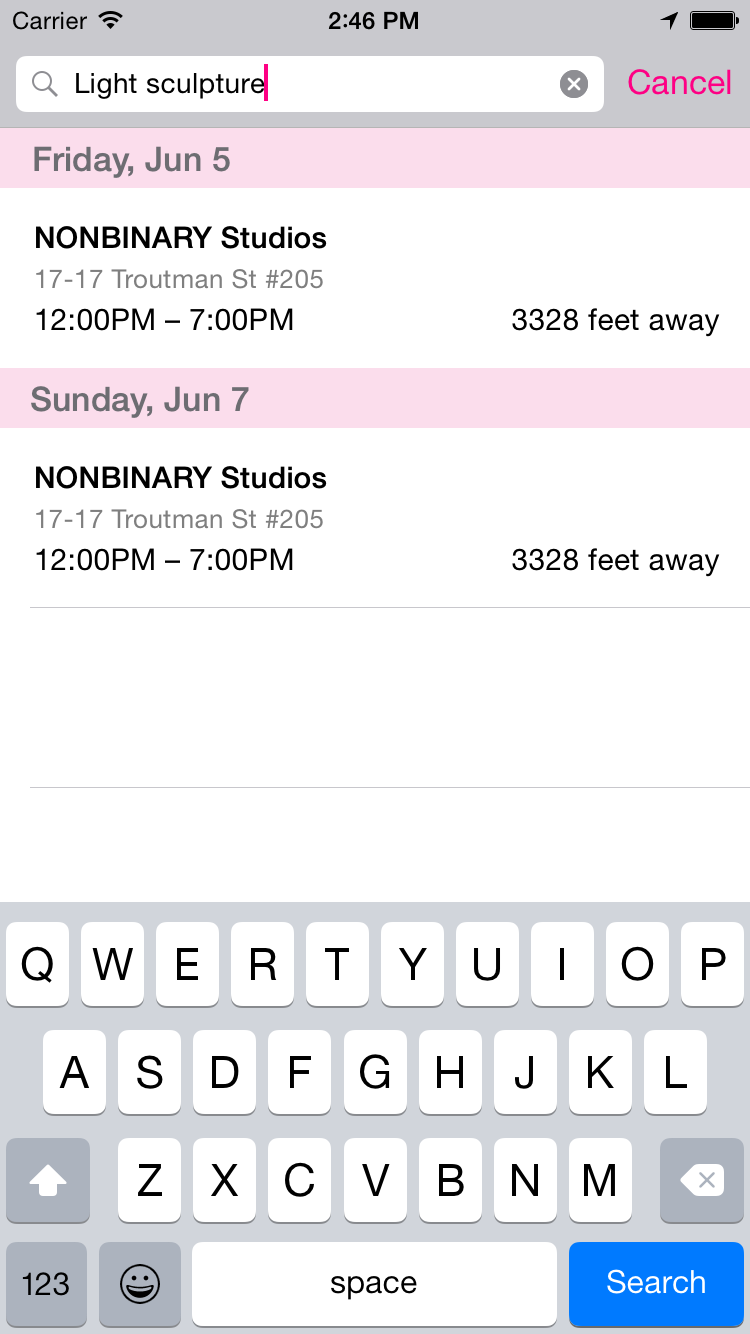 Carrier 2:46 PM
Light sculpture Cancel
Friday, Jun 5
NONBINARY Studios
17-17 Troutman St #205
12:00PM – 7:00PM 3328 feet away
Sunday, Jun 7
NONBINARY Studios
17-17 Troutman St #205
12:00PM – 7:00PM 3328 feet away
Q W E R T Y U I O P
A S D F G H J K L
Z X C V B N M
123 space Search